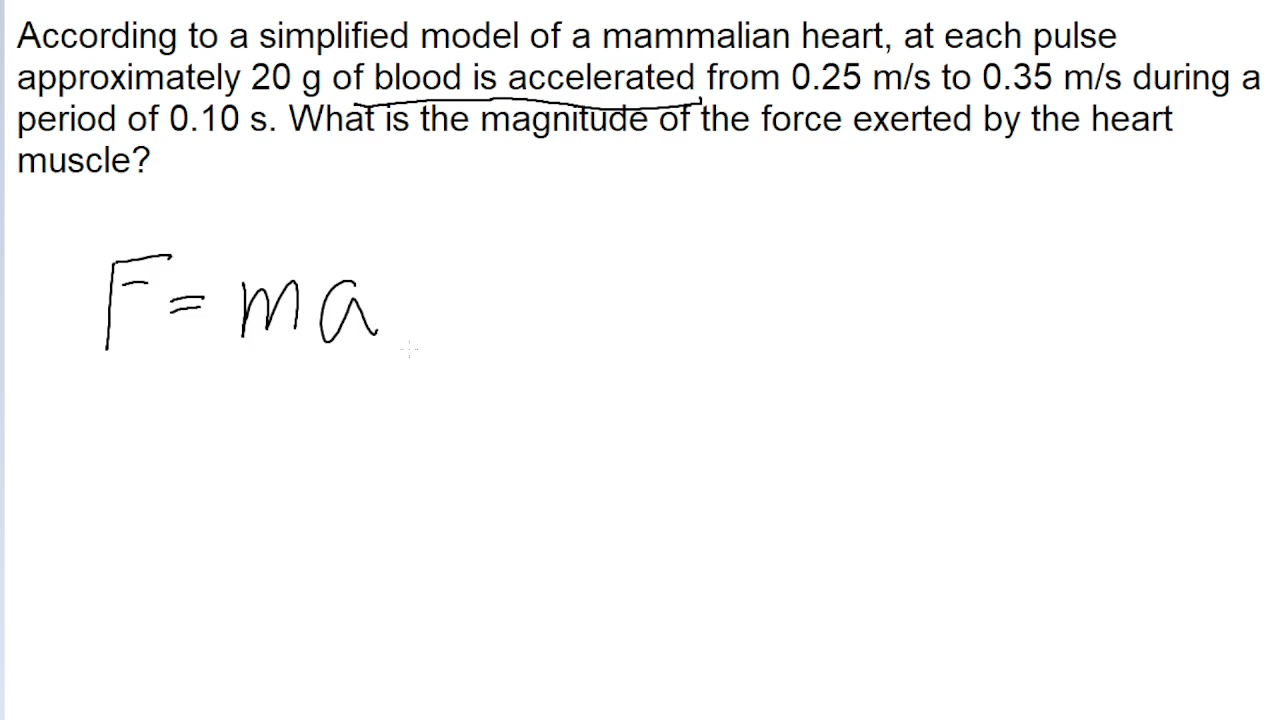 According to a simplified model of a mammalian heart, at each pulse
approximately 20 g of blood is accelerated from 0.25 m/s to 0.35 m/s during a
period of 0.10 s. What is the magnitude of the force exerted by the heart
muscle?
F = ma